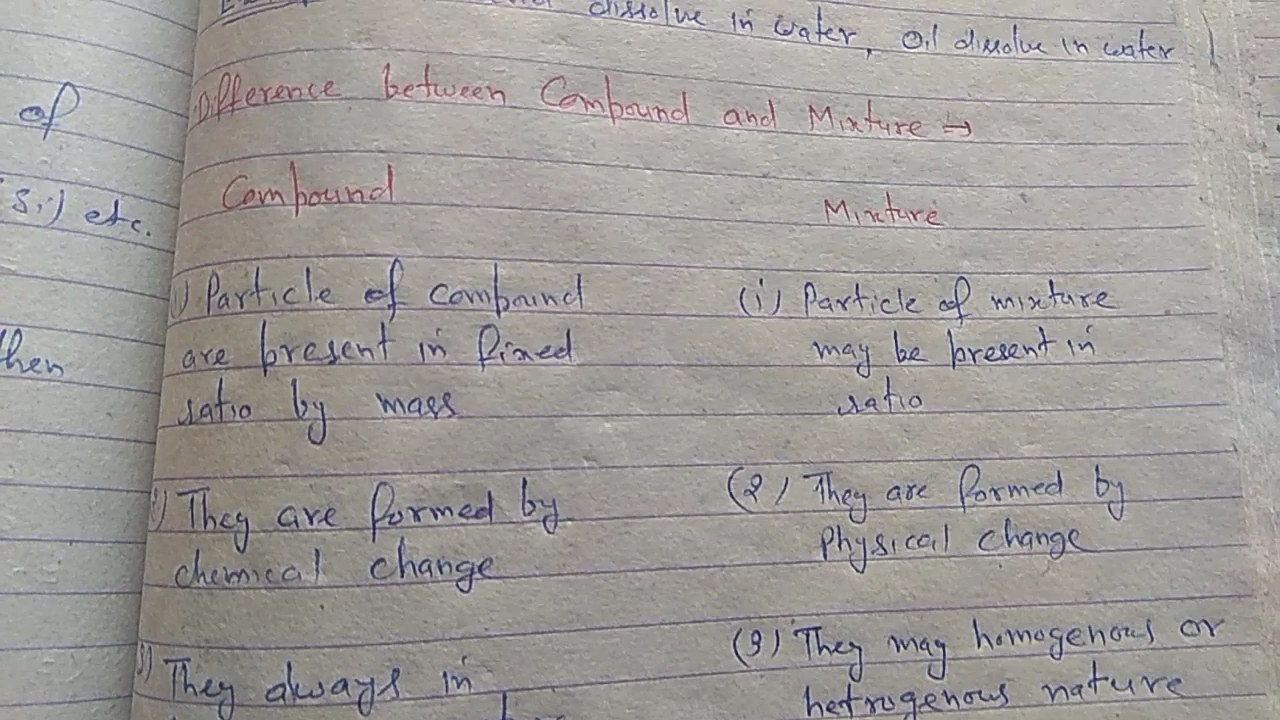 dissolve in water, oil dissolve in water
of
s.) etc.
then
Difference between Compound and Mixture →
Compound
Mixture
1) Particle of compound
are present in fixed
ratio by mass
(i) Particle of mixture
may be present in
ratio
) They are formed by
chemical change
(2) They are formed by
Physical change
3) They always in
(3) They may homogenous or
hetrogenous nature